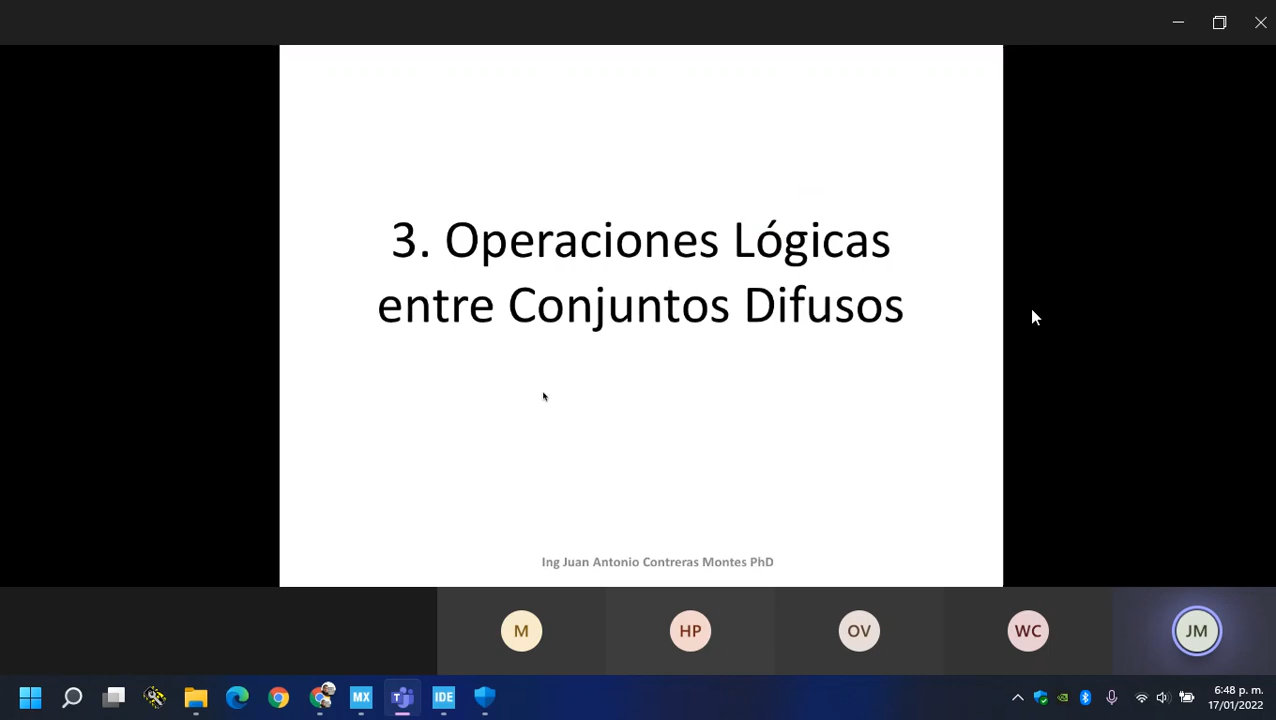 3. Operaciones Lógicas
entre Conjuntos Difusos
Ing Juan Antonio Contreras Montes PhD
M
HP
OV
WC
JM
MX
IDE
6:48 p. m.
17/01/2022